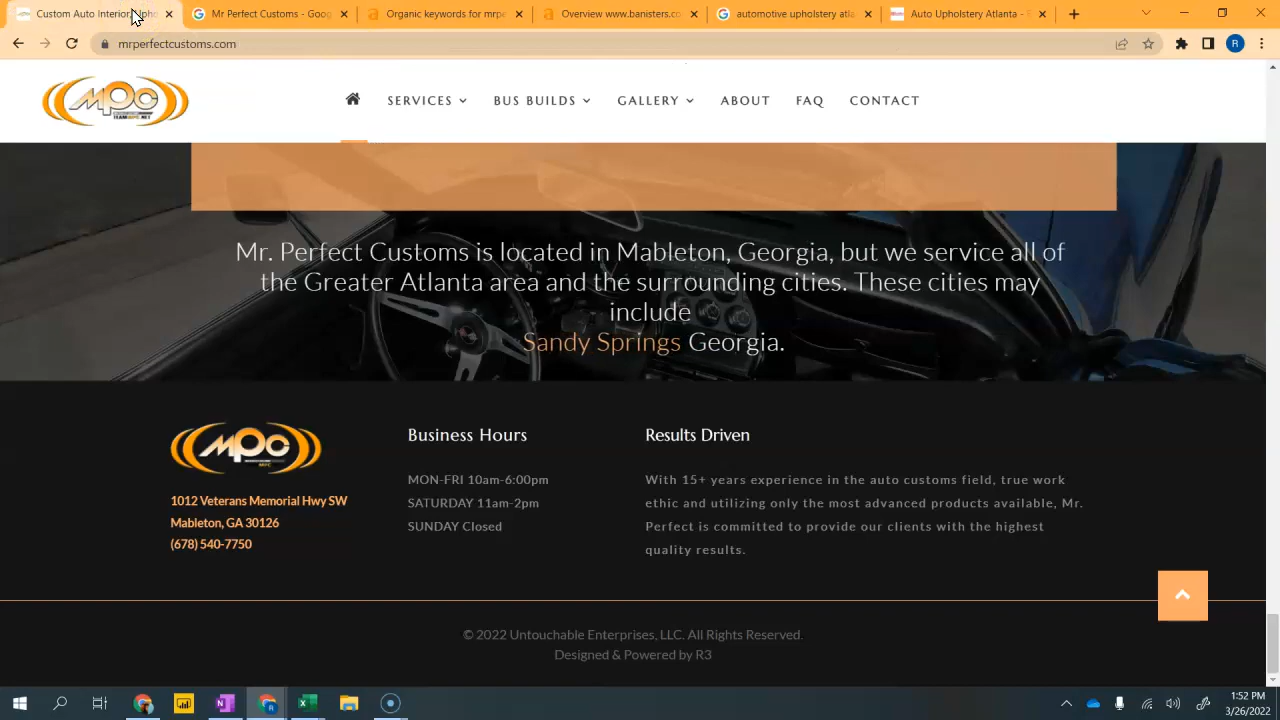 Custom Auto Interior
Mr Perfect Customs - Goog
Organic keywords for mrpe
Overview www.banisters.co
automotive upholstery atla
Auto Upholstery Atlanta - E
mrperfectcustoms.com
R
MPC
SERVICES
BUS BUILDS
GALLERY
ABOUT
FAQ
CONTACT
Mr. Perfect Customs is located in Mableton, Georgia, but we service all of
the Greater Atlanta area and the surrounding cities. These cities may
include
Sandy Springs Georgia.
MPC
1012 Veterans Memorial Hwy SW
Mableton, GA 30126
(678) 540-7750
Business Hours
MON-FRI 10am-6:00pm
SATURDAY 11am-2pm
SUNDAY Closed
Results Driven
With 15+ years experience in the auto customs field, true work
ethic and utilizing only the most advanced products available, Mr.
Perfect is committed to provide our clients with the highest
quality results.
© 2022 Untouchable Enterprises, LLC. All Rights Reserved.
Designed & Powered by R3
1:52 PM
3/26/2022